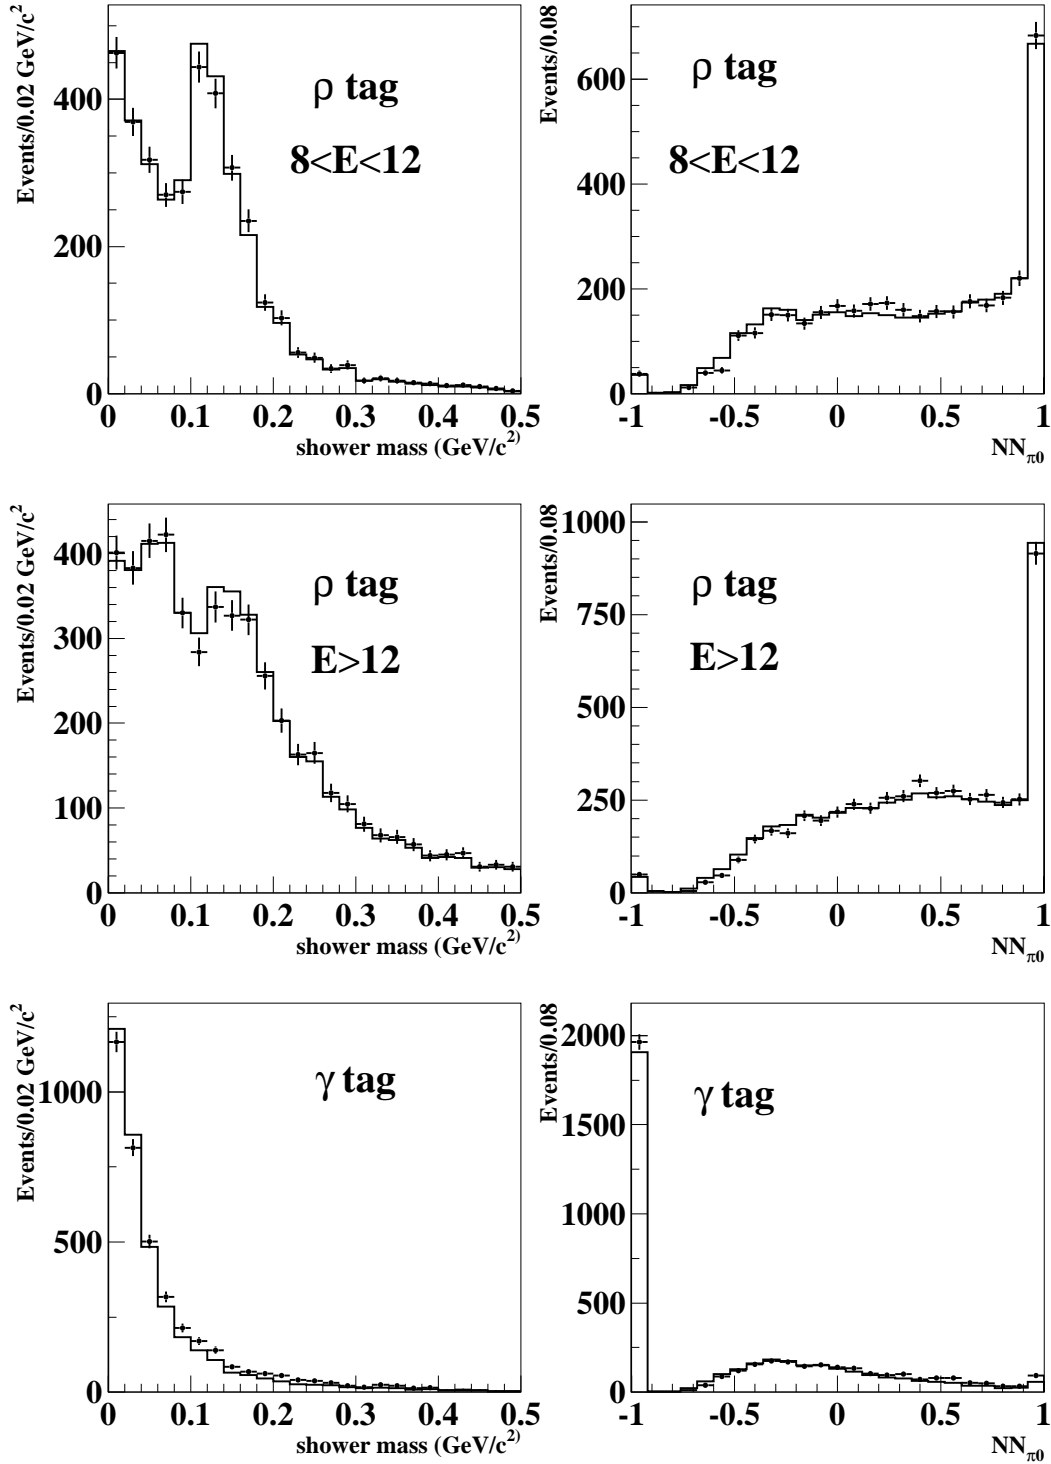 Events/0.02 GeV/c²
400
200
0
ρ tag
8<E<12
0 0.1 0.2 0.3 0.4 0.5
shower mass (GeV/c²)
Events/0.08
600
400
200
0
ρ tag
8<E<12
-1 -0.5 0 0.5 1
NN_π0
Events/0.02 GeV/c²
400
300
200
100
0
ρ tag
E>12
0 0.1 0.2 0.3 0.4 0.5
shower mass (GeV/c²)
Events/0.08
1000
750
500
250
0
ρ tag
E>12
-1 -0.5 0 0.5 1
NN_π0
Events/0.02 GeV/c²
1000
500
0
γ tag
0 0.1 0.2 0.3 0.4 0.5
shower mass (GeV/c²)
Events/0.08
2000
1500
1000
500
0
γ tag
-1 -0.5 0 0.5 1
NN_π0